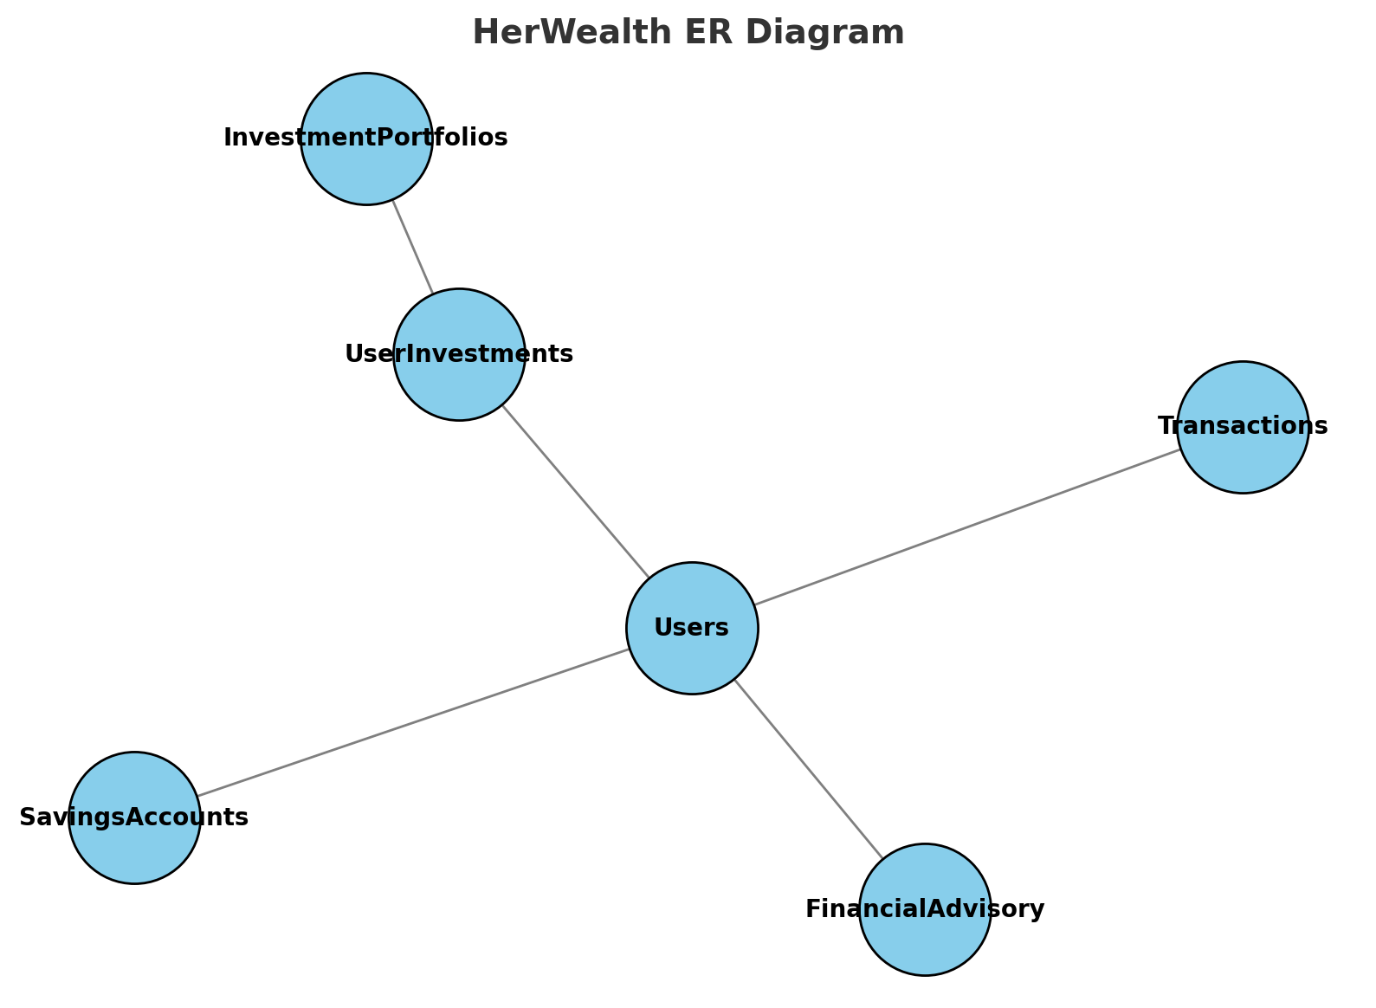 HerWealth ER Diagram
InvestmentPortfolios
UserInvestments
Transactions
Users
SavingsAccounts
FinancialAdvisory